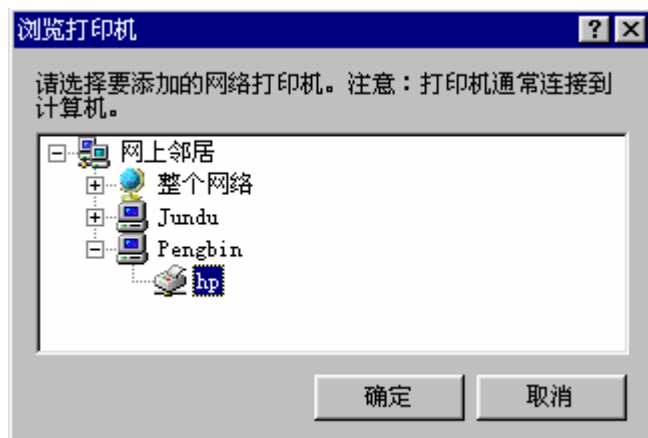 浏览打印机
请选择要添加的网络打印机。注意：打印机通常连接到
计算机。
网上邻居
整个网络
Jundu
Pengbin
hp
确定 取消